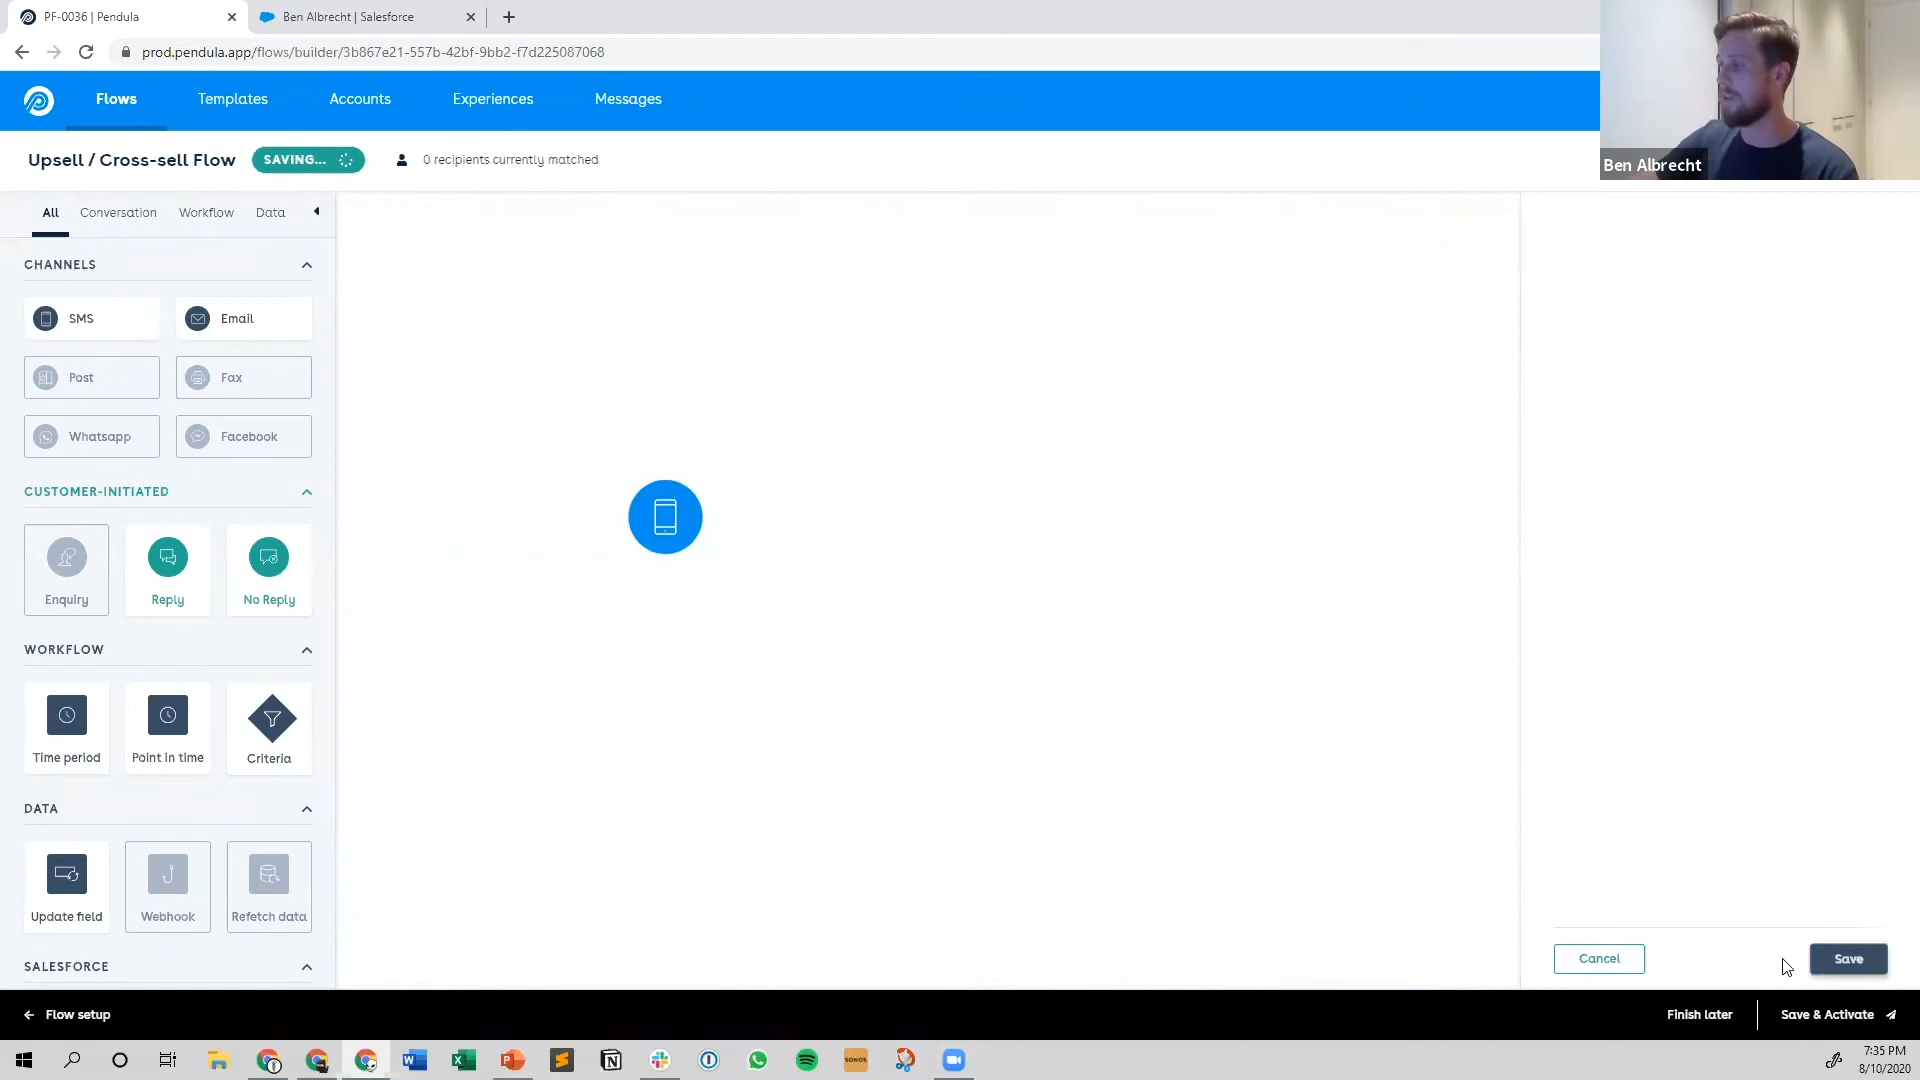 PF-0036 | Pendula
Ben Albrecht | Salesforce
prod.pendula.app/flows/builder/3b867e21-557b-42bf-9bb2-f7d225087068
Flows
Templates
Accounts
Experiences
Messages
Ben Albrecht
Upsell / Cross-sell Flow
SAVING...
0 recipients currently matched
All
Conversation
Workflow
Data
CHANNELS
SMS
Email
Post
Fax
Whatsapp
Facebook
CUSTOMER-INITIATED
Enquiry
Reply
No Reply
WORKFLOW
Time period
Point in time
Criteria
DATA
Update field
Webhook
Refetch data
SALESFORCE
Cancel
Save
Flow setup
Finish later
Save & Activate
SONOS
7:35 PM
8/10/2020